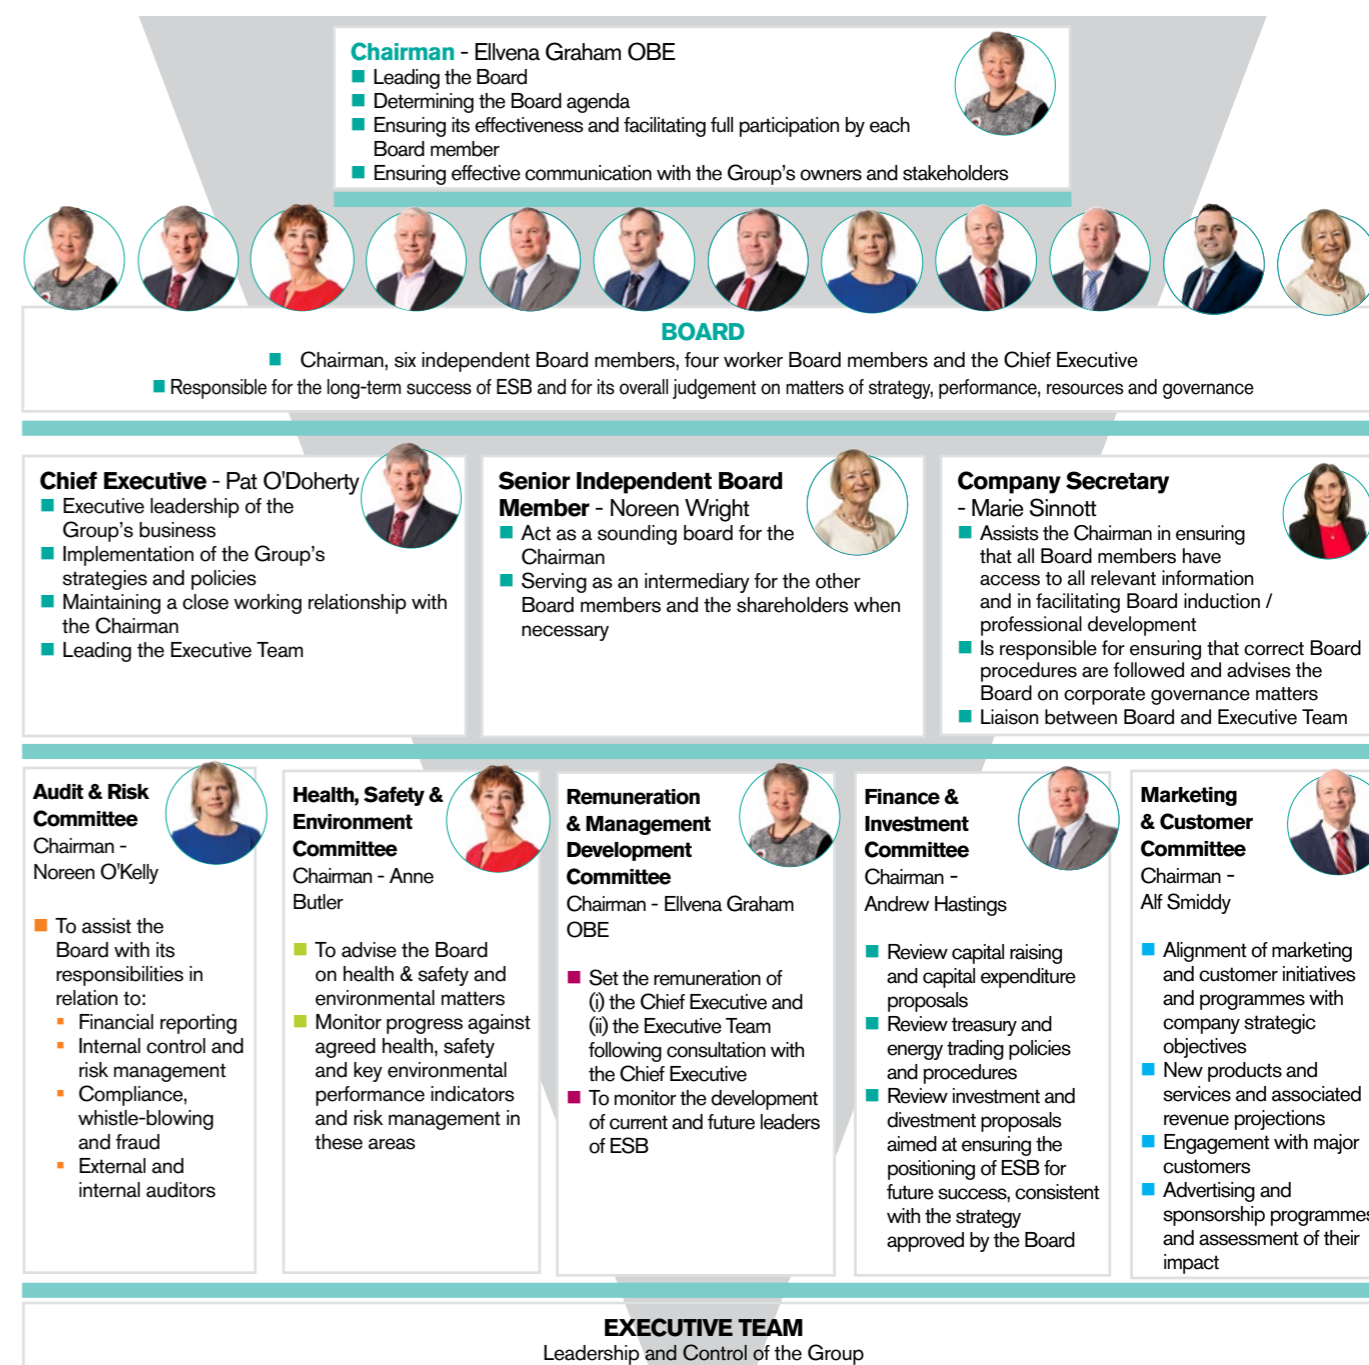 Chairman - Ellvena Graham OBE
■ Leading the Board
■ Determining the Board agenda
■ Ensuring its effectiveness and facilitating full participation by each
Board member
■ Ensuring effective communication with the Group's owners and stakeholders
BOARD
■ Chairman, six independent Board members, four worker Board members and the Chief Executive
■ Responsible for the long-term success of ESB and for its overall judgement on matters of strategy, performance, resources and governance
Chief Executive - Pat O'Doherty
■ Executive leadership of the
Group's business
■ Implementation of the Group's
strategies and policies
■ Maintaining a close working relationship with
the Chairman
■ Leading the Executive Team
Senior Independent Board
Member - Noreen Wright
■ Act as a sounding board for the
Chairman
■ Serving as an intermediary for the other
Board members and the shareholders when
necessary
Company Secretary
- Marie Sinnott
■ Assists the Chairman in ensuring
that all Board members have
access to all relevant information
and in facilitating Board induction /
professional development
■ Is responsible for ensuring that correct Board
procedures are followed and advises the
Board on corporate governance matters
■ Liaison between Board and Executive Team
Audit & Risk
Committee
Chairman -
Noreen O'Kelly
■ To assist the
Board with its
responsibilities in
relation to:
▪ Financial reporting
▪ Internal control and
risk management
▪ Compliance,
whistle-blowing
and fraud
▪ External and
internal auditors
Health, Safety &
Environment
Committee
Chairman - Anne
Butler
■ To advise the Board
on health & safety and
environmental matters
■ Monitor progress against
agreed health, safety
and key environmental
performance indicators
and risk management in
these areas
Remuneration
& Management
Development
Committee
Chairman - Ellvena Graham
OBE
■ Set the remuneration of
(i) the Chief Executive and
(ii) the Executive Team
following consultation with
the Chief Executive
■ To monitor the development
of current and future leaders
of ESB
Finance &
Investment
Committee
Chairman -
Andrew Hastings
■ Review capital raising
and capital expenditure
proposals
■ Review treasury and
energy trading policies
and procedures
■ Review investment and
divestment proposals
aimed at ensuring the
positioning of ESB for
future success, consistent
with the strategy
approved by the Board
Marketing
& Customer
Committee
Chairman -
Alf Smiddy
■ Alignment of marketing
and customer initiatives
and programmes with
company strategic
objectives
■ New products and
services and associated
revenue projections
■ Engagement with major
customers
■ Advertising and
sponsorship programmes
and assessment of their
impact
EXECUTIVE TEAM
Leadership and Control of the Group